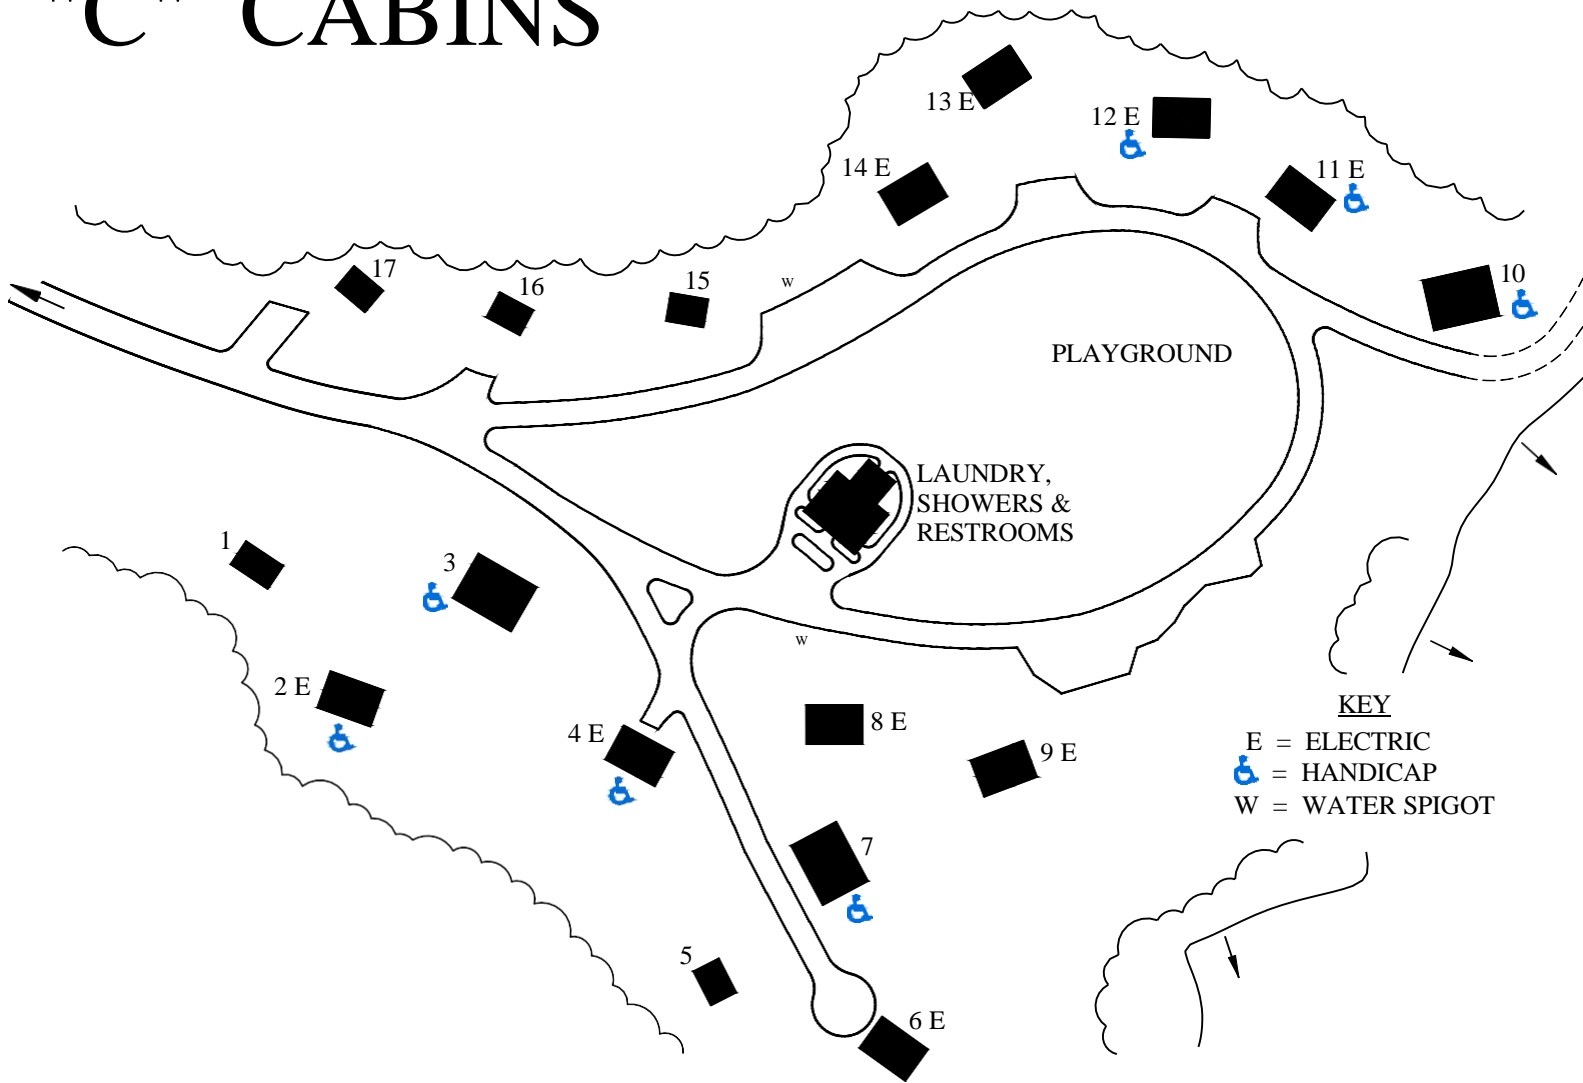 "C" CABINS
13 E
12 E
14 E
11 E
17
16
15
10
W
PLAYGROUND
LAUNDRY,
SHOWERS &
RESTROOMS
1
3
2 E
W
4 E
8 E
9 E
7
5
6 E
KEY
E = ELECTRIC
= HANDICAP
W = WATER SPIGOT